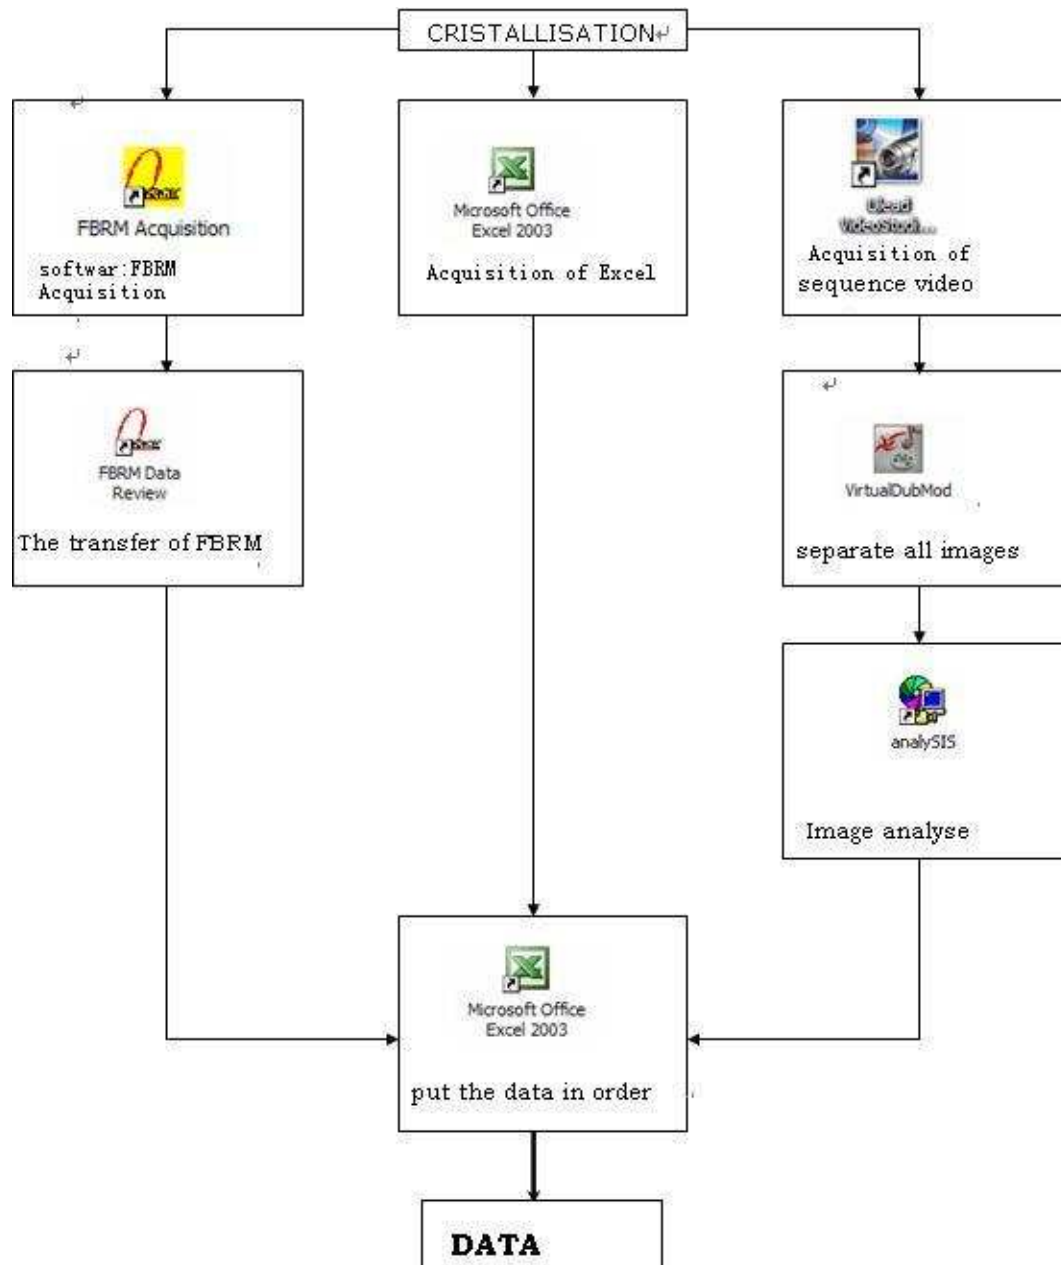 CRISTALLISATION
FBRM Acquisition
softwar:FBRM
Acquisition
Microsoft Office
Excel 2003
Acquisition of Excel
Ulead
VideoStudi...
Acquisition of
sequence video
FBRM Data
Review
The transfer of FBRM
VirtualDubMod
separate all images
analySIS
Image analyse
Microsoft Office
Excel 2003
put the data in order
DATA